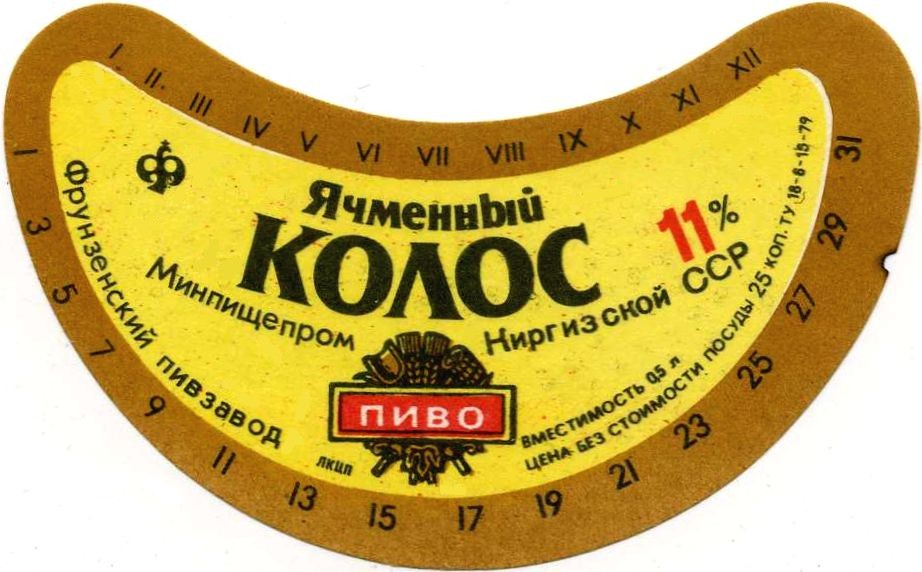 I II III IV V VI VII VIII IX X XI XII
Ячменный
КОЛОС
11%
Минпищепром Киргизской ССР
Фрунзенский пивзавод
ПИВО
ЛКЦП
ВМЕСТИМОСТЬ 0,5 л
ЦЕНА БЕЗ СТОИМОСТИ ПОСУДЫ 25 КОП. ТУ 18-6-15-79
1 3 5 7 9 11 13 15 17 19 21 23 25 27 29 31